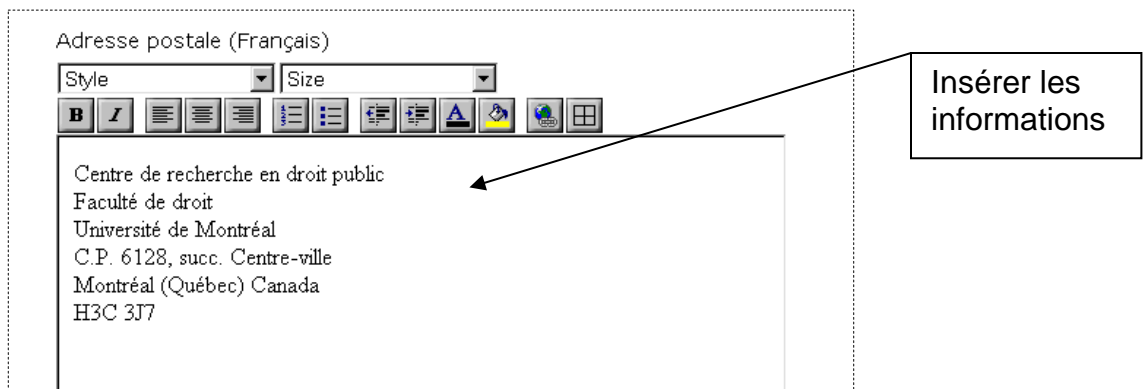 Adresse postale (Français)
Style Size
B I A
Insérer les
informations
Centre de recherche en droit public
Faculté de droit
Université de Montréal
C.P. 6128, succ. Centre-ville
Montréal (Québec) Canada
H3C 3J7